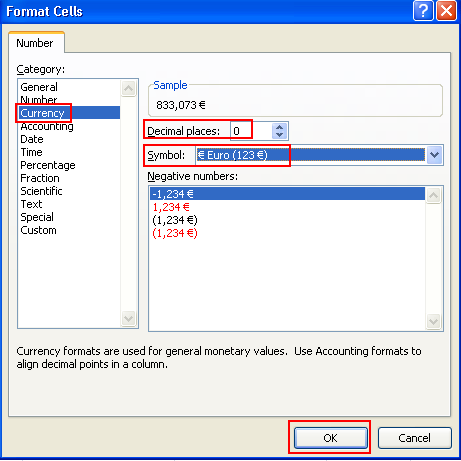 Format Cells
Number
Category:
General
Number
Currency
Accounting
Date
Time
Percentage
Fraction
Scientific
Text
Special
Custom
Sample
833,073 €
Decimal places: 0
Symbol: € Euro (123 €)
Negative numbers:
-1,234 €
1,234 €
(1,234 €)
(1,234 €)
Currency formats are used for general monetary values.  Use Accounting formats to
align decimal points in a column.
OK
Cancel